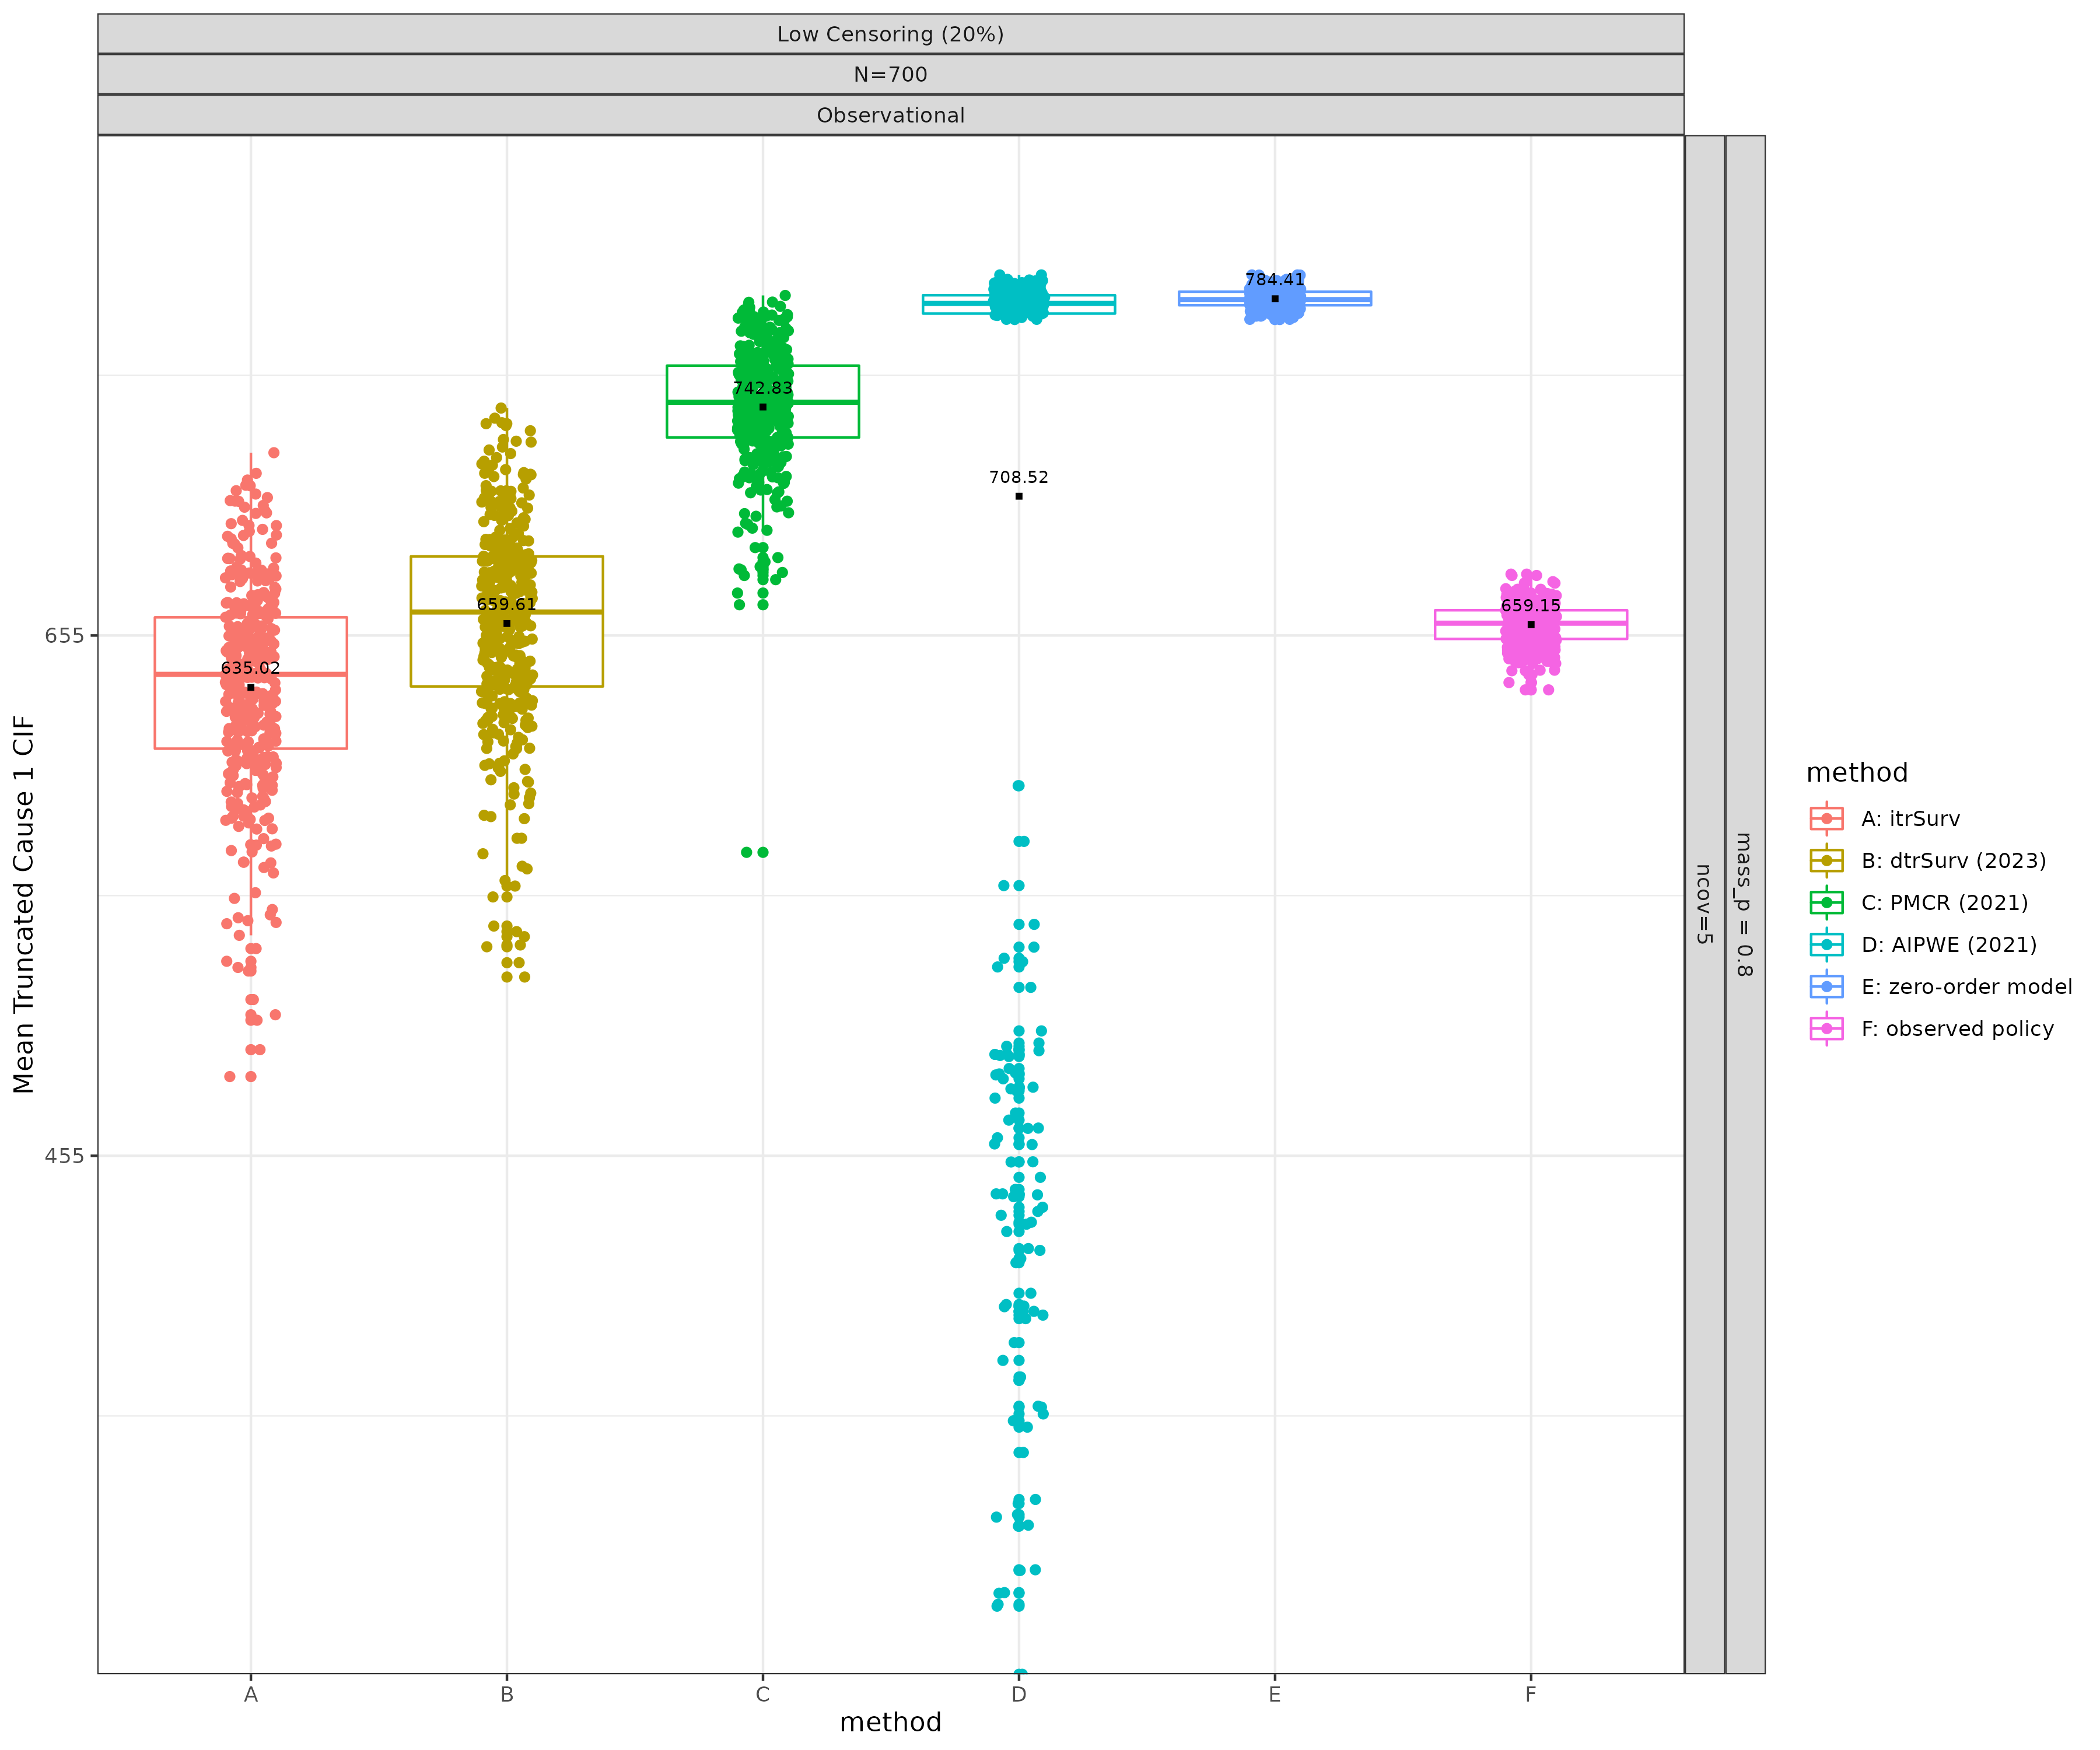 Low Censoring (20%)
N=700
Observational
Mean Truncated Cause 1 CIF
655
455
635.02
659.61
742.83
708.52
784.41
659.15
A
B
C
D
E
F
method
ncov=5
mass_p = 0.8
method
A: itrSurv
B: dtrSurv (2023)
C: PMCR (2021)
D: AIPWE (2021)
E: zero-order model
F: observed policy